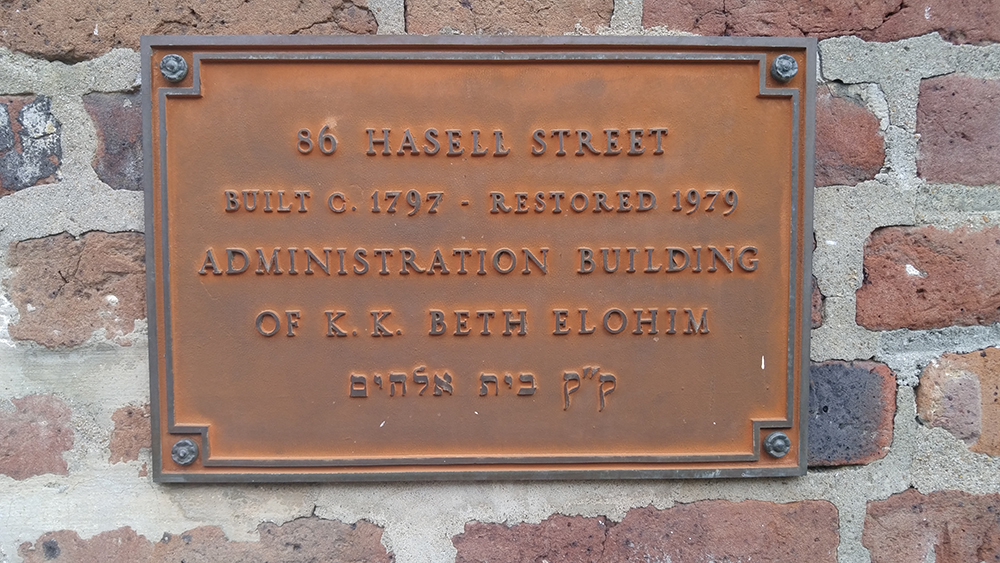 86 HASELL STREET
BUILT C. 1797 - RESTORED 1979
ADMINISTRATION BUILDING
OF K.K. BETH ELOHIM
ק״ק בית אלהים